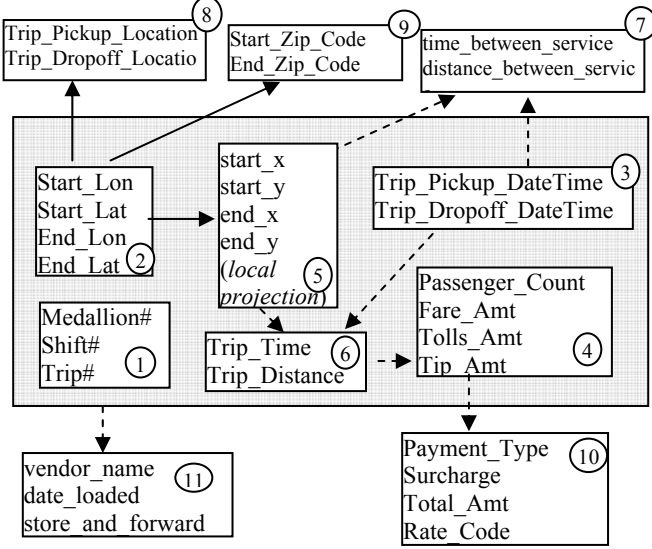 8
Trip_Pickup_Location
Trip_Dropoff_Locatio
9
Start_Zip_Code
End_Zip_Code
7
time_between_service
distance_between_servic
Start_Lon
Start_Lat
End_Lon
End_Lat
2
start_x
start_y
end_x
end_y
(local
projection)
5
3
Trip_Pickup_DateTime
Trip_Dropoff_DateTime
Medallion#
Shift#
Trip#
1
Trip_Time
Trip_Distance
6
Passenger_Count
Fare_Amt
Tolls_Amt
Tip_Amt
4
vendor_name
date_loaded
store_and_forward
11
Payment_Type
Surcharge
Total_Amt
Rate_Code
10